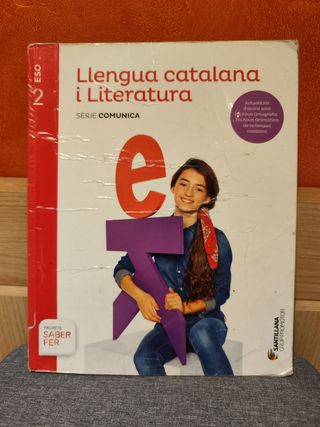 2 ESO
Llengua catalana
i Literatura
SÈRIE COMUNICA
Actualitzat
d'acord amb
la nova Ortografia
i la nova Gramàtica
de la llengua
catalana
e
PROJECTE
SABER
FER
SANTILLANA
GRUP PROMOTOR